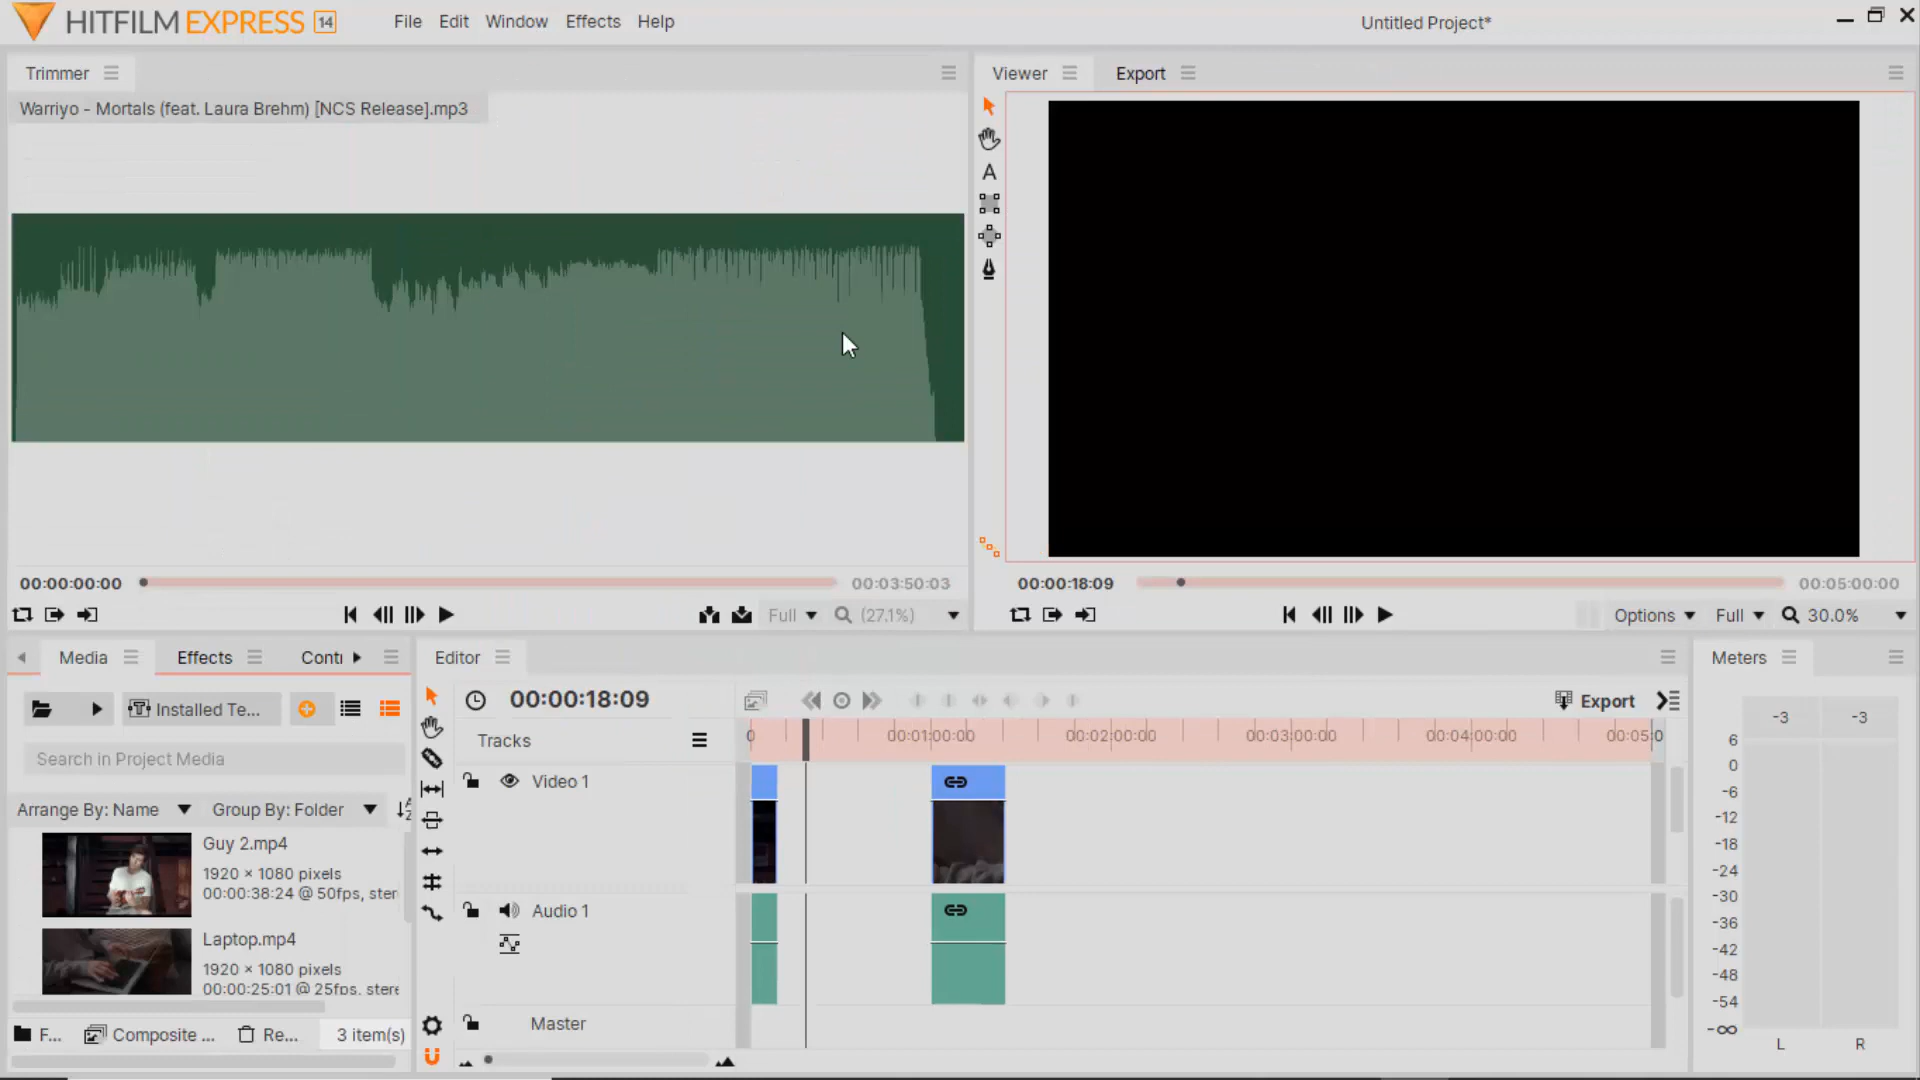 HITFILM EXPRESS 14 File Edit Window Effects Help Untitled Project*
Trimmer Viewer Export
Warriyo - Mortals (feat. Laura Brehm) [NCS Release].mp3
A
00:00:00:00 00:03:50:03 00:00:18:09 00:05:00:00
Full (27.1%) Options Full 30.0%
Media Effects Conti Editor Meters
Installed Te... 00:00:18:09 Export -3 -3
Search in Project Media
Tracks 0 00:01:00:00 00:02:00:00 00:03:00:00 00:04:00:00 00:05:0
Arrange By: Name Group By: Folder
Video 1
Guy 2.mp4
1920 × 1080 pixels
00:00:38:24 @ 50fps, ster
Laptop.mp4
1920 × 1080 pixels
00:00:25:01 @ 25fps, stere
Audio 1
Master
F... Composite ... Re... 3 item(s)
6
0
-6
-12
-18
-24
-30
-36
-42
-48
-54
-∞
L R